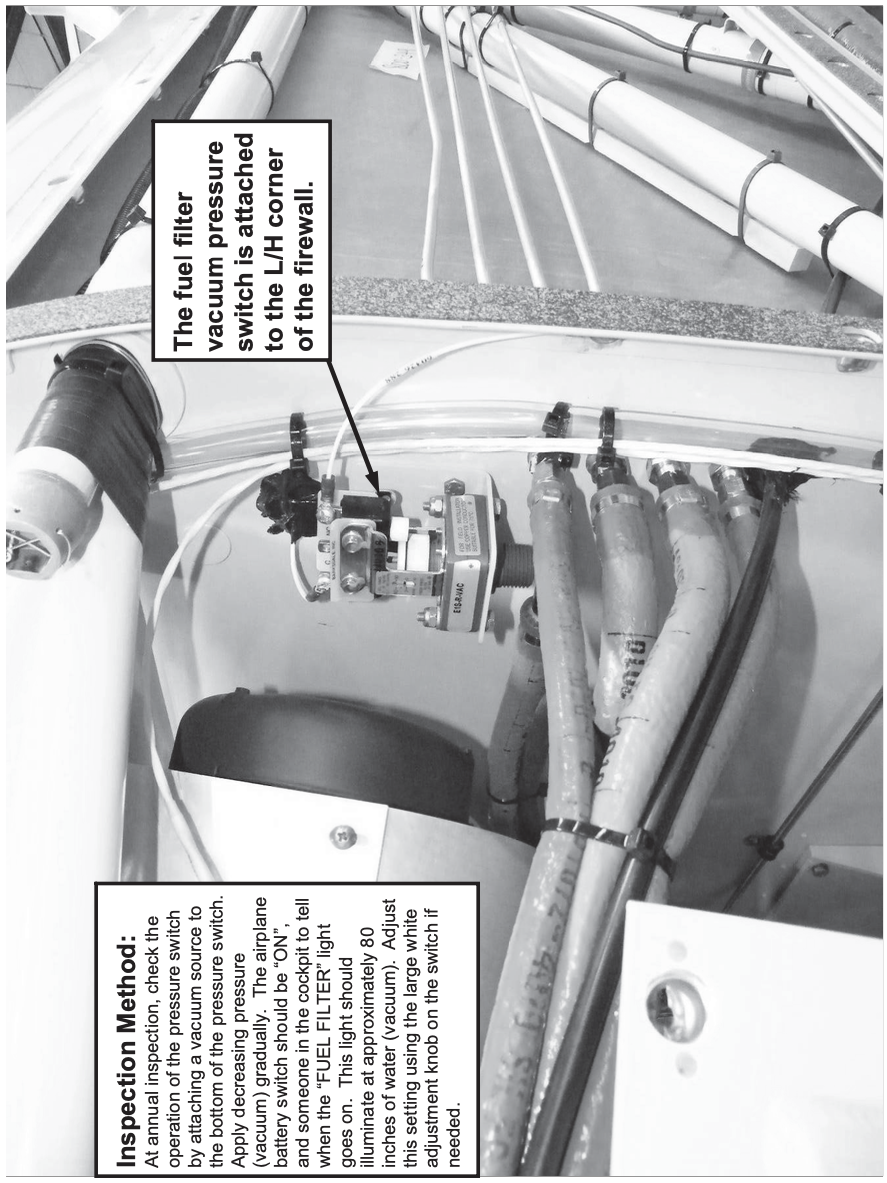 Inspection Method:
At annual inspection, check the
operation of the pressure switch
by attaching a vacuum source to
the bottom of the pressure switch.
Apply decreasing pressure
(vacuum) gradually. The airplane
battery switch should be “ON”,
and someone in the cockpit to tell
when the “FUEL FILTER” light
goes on. This light should
illuminate at approximately 80
inches of water (vacuum). Adjust
this setting using the large white
adjustment knob on the switch if
needed.
The fuel filter
vacuum pressure
switch is attached
to the L/H corner
of the firewall.
E1S-R-VAC